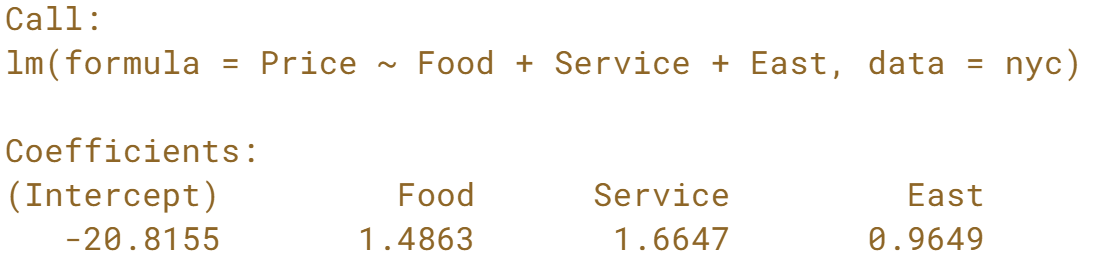 Call:
lm(formula = Price ~ Food + Service + East, data = nyc)
Coefficients:
(Intercept) Food Service East
-20.8155 1.4863 1.6647 0.9649